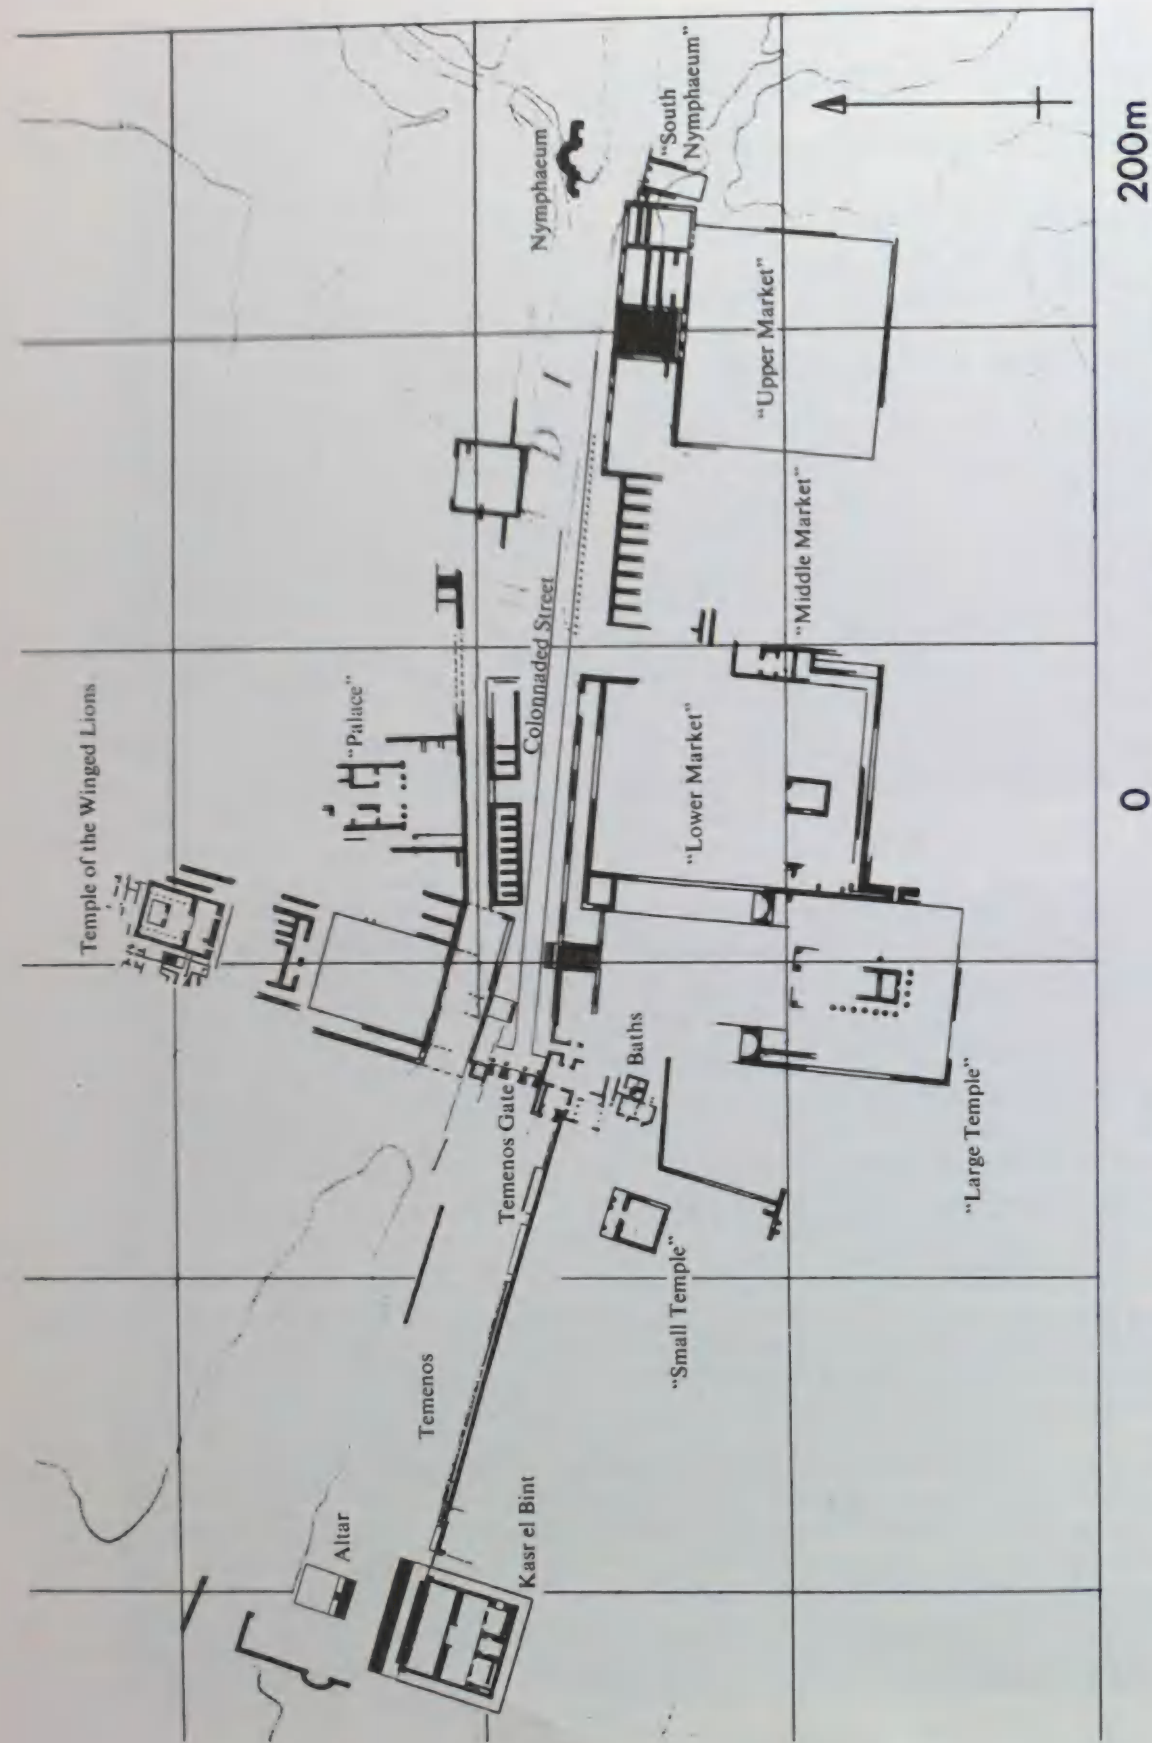 Temple of the Winged Lions
"Palace"
Nymphaeum
"South
Nymphaeum"
Colonnaded Street
"Upper Market"
"Middle Market"
"Lower Market"
Temenos Gate
Baths
"Large Temple"
"Small Temple"
Temenos
Altar
Kasr el Bint
0
200m